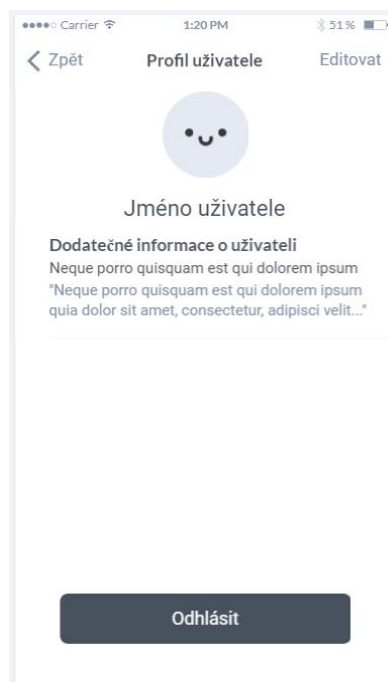 Carrier 1:20 PM 51 %
Zpět Profil uživatele Editovat
Jméno uživatele
Dodatečné informace o uživateli
Neque porro quisquam est qui dolorem ipsum
"Neque porro quisquam est qui dolorem ipsum
quia dolor sit amet, consectetur, adipisci velit..."
Odhlásit